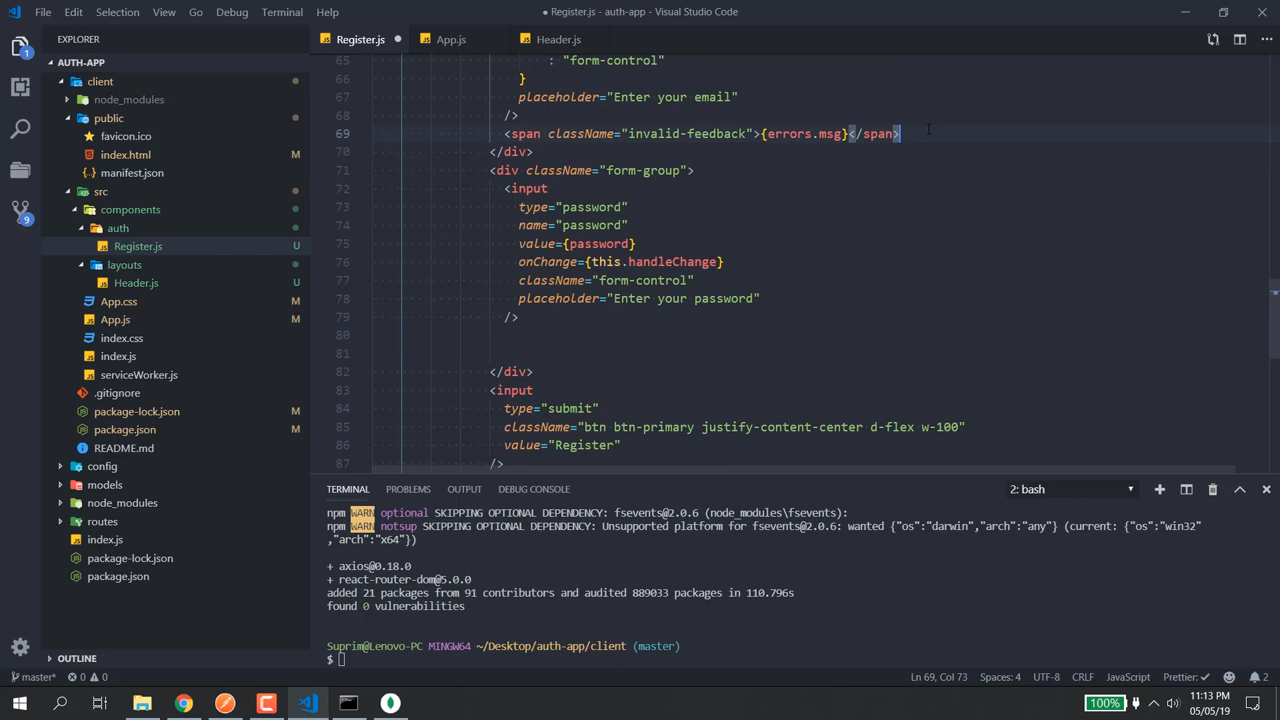 File Edit Selection View Go Debug Terminal Help
● Register.js - auth-app - Visual Studio Code
EXPLORER
AUTH-APP
client
node_modules
public
favicon.ico
index.html
manifest.json
src
components
auth
Register.js U
layouts
Header.js U
App.css M
App.js M
index.css
index.js
serviceWorker.js
.gitignore
package-lock.json M
package.json M
README.md
config
models
node_modules
routes
index.js
package-lock.json
package.json
OUTLINE
1
9
Register.js ● App.js Header.js
65 : "form-control"
66 }
67 placeholder="Enter your email"
68 />
69 <span className="invalid-feedback">{errors.msg}</span>
70 </div>
71 <div className="form-group">
72 <input
73 type="password"
74 name="password"
75 value={password}
76 onChange={this.handleChange}
77 className="form-control"
78 placeholder="Enter your password"
79 />
80
81
82 </div>
83 <input
84 type="submit"
85 className="btn btn-primary justify-content-center d-flex w-100"
86 value="Register"
87 />
TERMINAL PROBLEMS OUTPUT DEBUG CONSOLE 2: bash
npm WARN optional SKIPPING OPTIONAL DEPENDENCY: fsevents@2.0.6 (node_modules\fsevents):
npm WARN notsup SKIPPING OPTIONAL DEPENDENCY: Unsupported platform for fsevents@2.0.6: wanted {"os":"darwin","arch":"any"} (current: {"os":"win32"
,"arch":"x64"})
+ axios@0.18.0
+ react-router-dom@5.0.0
added 21 packages from 91 contributors and audited 889033 packages in 110.796s
found 0 vulnerabilities
Suprim@Lenovo-PC MINGW64 ~/Desktop/auth-app/client (master)
$
master* 0 0 Ln 69, Col 73 Spaces: 4 UTF-8 CRLF JavaScript Prettier: ✓ 2
100% 11:13 PM
05/05/19